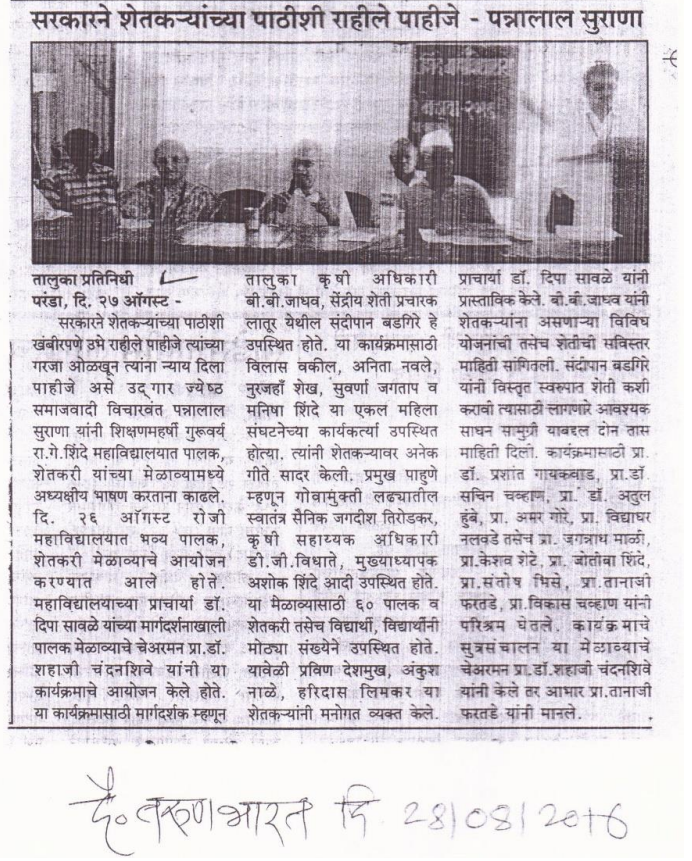 सरकारने शेतकऱ्यांच्या पाठीशी राहीले पाहीजे - पन्नालाल सुराणा
तालुका प्रतिनिधी
परंडा, दि. २७ ऑगस्ट -
सरकारने शेतकऱ्याच्या पाठीशी
खंबीरपणे उभे राहीले पाहीजे त्यांच्या
गरजा ओळखून त्यांना न्याय दिला
पाहीजे असे उद्‌गार ज्येष्ठ
समाजवादी विचारवंत पन्नालाल
सुराणा यांनी शिक्षणमहर्षी गुरूवर्य
रा.गे.शिंदे महाविद्यालयात पालक,
शेतकरी यांच्या मेळाव्यामध्ये
अध्यक्षीय भाषण करताना काढले.
दि. २६ ऑगस्ट रोजी
महाविद्यालयात भव्य पालक,
शेतकरी मेळाव्याचे आयोजन
करण्यात आले होते.
महाविद्यालयाच्या प्राचार्या डॉ.
दिपा सावळे यांच्या मार्गदर्शनाखाली
पालक मेळाव्याचे चेअरमन प्रा.डॉ.
शहाजी चंदनशिवे यांनी या
कार्यक्रमाचे आयोजन केले होते.
या कार्यक्रमासाठी मार्गदर्शक म्हणून
तालुका कृषी अधिकारी
बी.बी.जाधव, सेंद्रीय शेती प्रचारक
लातूर येथील संदीपान बडगिरे हे
उपस्थित होते. या कार्यक्रमासाठी
विलास वकील, अनिता नवले,
नुरजहाँ शेख, सुवर्णा जगताप व
मनिषा शिंदे या एकल महिला
संघटनेच्या कार्यकर्त्या उपस्थित
होत्या. त्यांनी शेतकऱ्यावर अनेक
गीते सादर केली. प्रमुख पाहुणे
म्हणून गोवामुंक्ती लढ्यातील
स्वातंत्र सैनिक जगदीश तिरोडकर,
कृषी सहाय्यक अधिकारी
डी.जी.विधाते, मुख्याध्यापक
अशोक शिंदे आदी उपस्थित होते.
या मेळाव्यासाठी ६० पालक व
शेतकरी तसेच विद्यार्थी, विद्यार्थीनी
मोठ्या संख्येने उपस्थित होते.
यावेळी प्रविण देशमुख, अंकुश
नाळे, हरिदास लिमकर या
शेतकऱ्यांनी मनोगत व्यक्त केले.
प्राचार्या डॉ. दिपा सावळे यांनी
प्रास्ताविक केले. बी.बी.जाधव यांनी
शेतकऱ्यांना असणाऱ्या विविध
योजनांची तसेच शेतीची सविस्तर
माहिती सांगितली. संदीपान बडगिरे
यांनी विस्तृत स्वरुपात शेती कशी
करावी त्यासाठी लागणारे आवश्यक
साधन सामुग्री याबद्दल दोन तास
माहिती दिली. कार्यक्रमासाठी प्रा.
डॉ. प्रशांत गायकवाड, प्रा.डॉ.
सचिन चव्हाण, प्रा. डॉ. अतुल
हुंबे, प्रा. अमर गोरे, प्रा. विद्याधर
नलवडे तसेच प्रा. जगन्नाथ माळी,
प्रा.केशव शेटे, प्रा. जोतीबा शिंदे,
प्रा.संतोष भिसे, प्रा.तानाजी
फरतडे, प्रा.विकास चव्हाण यांनी
परिश्रम घेतले. कार्यक्रमाचे
सुत्रसंचालन या मेळाव्याचे
चेअरमन प्रा.डॉ.शहाजी चंदनशिवे
यांनी केले तर आभार प्रा.तानाजी
फरतडे यांनी मानले.
दै. तरूण भारत दि 28/08/2016